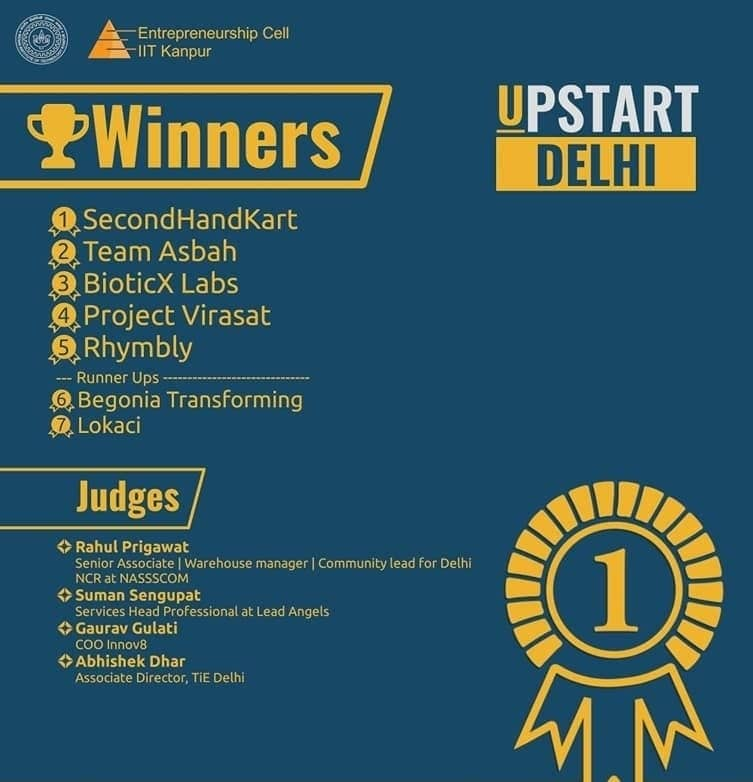 Entrepreneurship Cell
IIT Kanpur
UPSTART
DELHI
Winners
1 SecondHandKart
2 Team Asbah
3 BioticX Labs
4 Project Virasat
5 Rhymbly
--- Runner Ups ------------------------------
6 Begonia Transforming
7 Lokaci
Judges
Rahul Prigawat
Senior Associate | Warehouse manager | Community lead for Delhi
NCR at NASSSCOM
Suman Sengupat
Services Head Professional at Lead Angels
Gaurav Gulati
COO Innov8
Abhishek Dhar
Associate Director, TiE Delhi
1